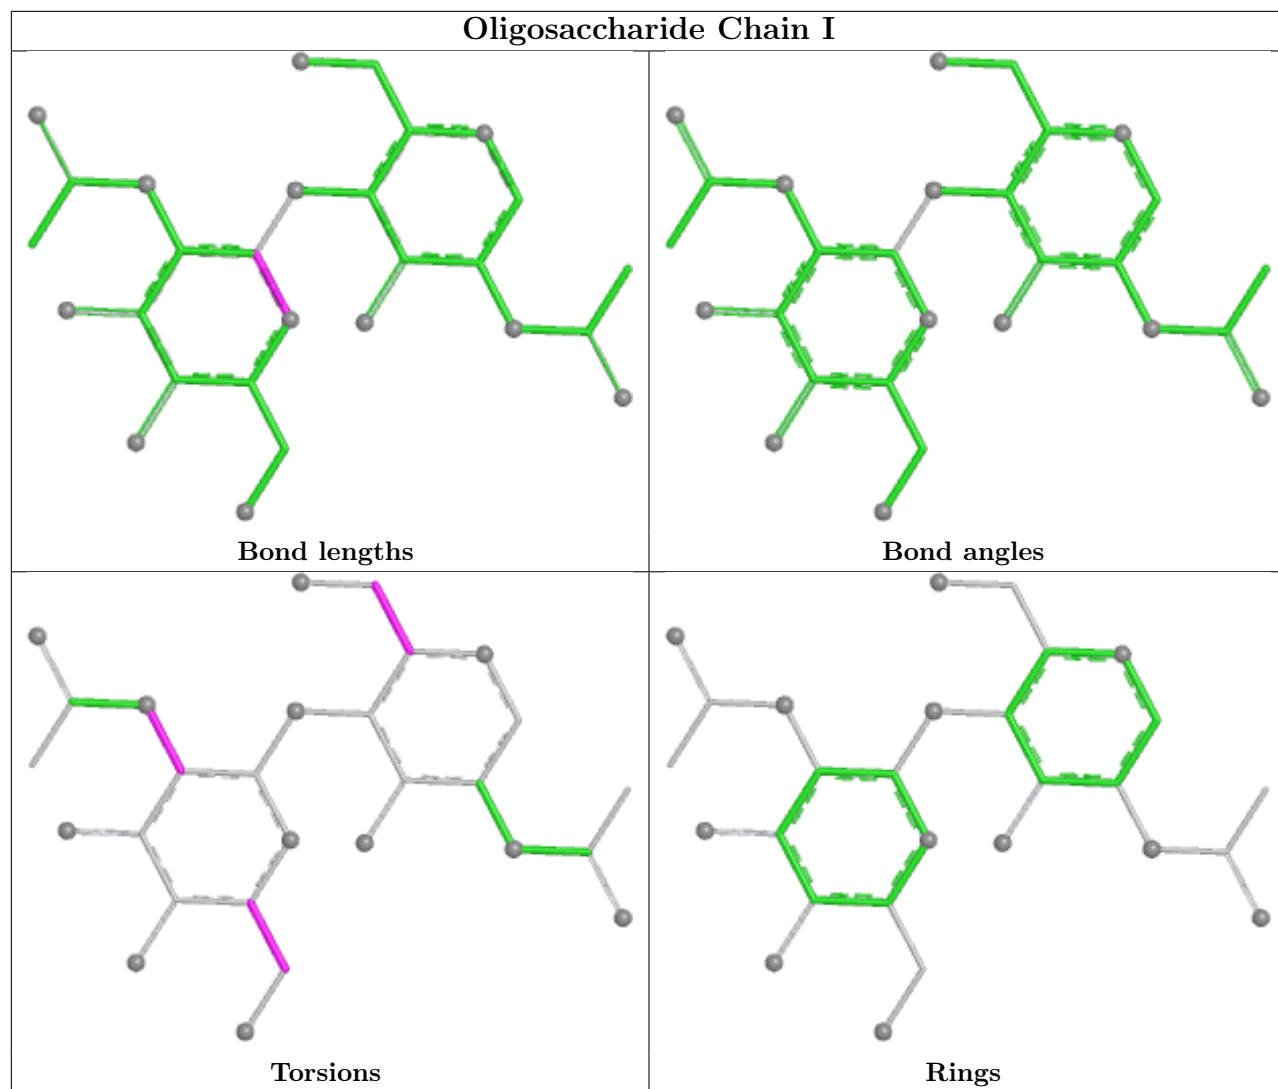 Oligosaccharide Chain I
Bond lengths
Bond angles
Torsions
Rings